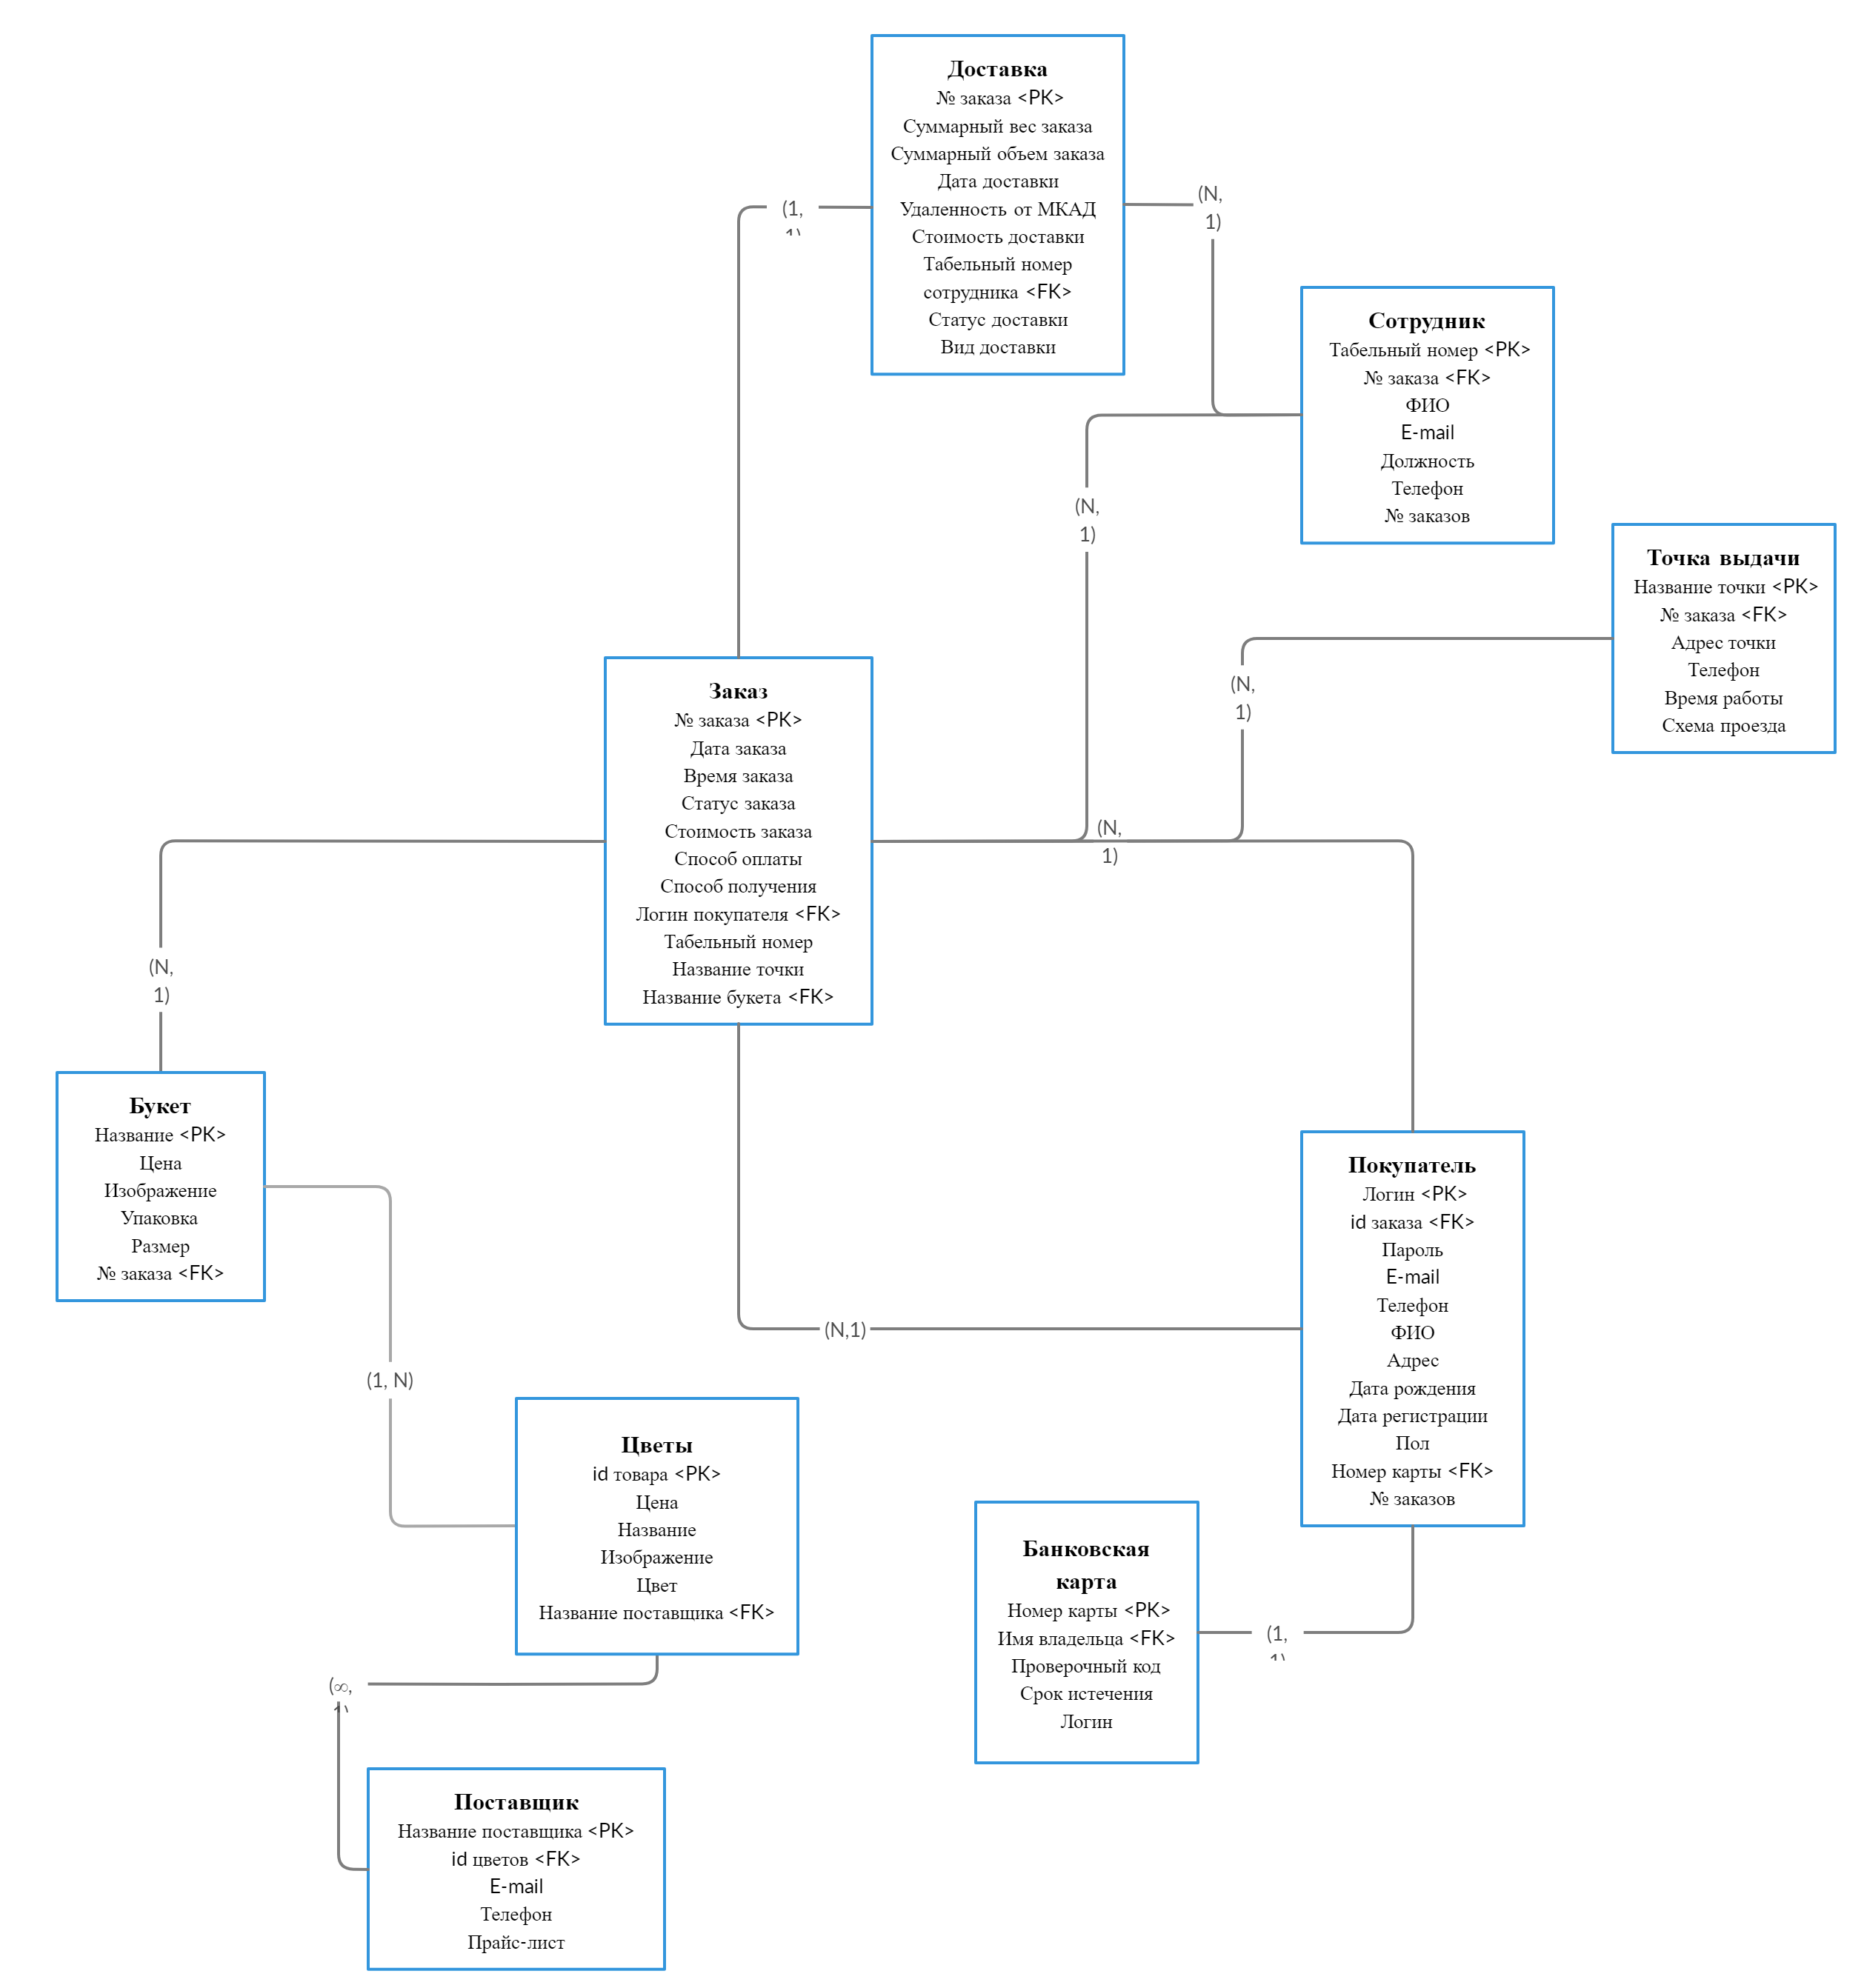 Доставка
№ заказа <PK>
Суммарный вес заказа
Суммарный объем заказа
Дата доставки
Удаленность от МКАД
Стоимость доставки
Табельный номер
сотрудника <FK>
Статус доставки
Вид доставки
(1,
1)
(N,
1)
Сотрудник
Табельный номер <PK>
№ заказа <FK>
ФИО
E-mail
Должность
Телефон
№ заказов
(N,
1)
Точка выдачи
Название точки <PK>
№ заказа <FK>
Адрес точки
Телефон
Время работы
Схема проезда
(N,
1)
Заказ
№ заказа <PK>
Дата заказа
Время заказа
Статус заказа
Стоимость заказа
Способ оплаты
Способ получения
Логин покупателя <FK>
Табельный номер
Название точки
Название букета <FK>
(N,
1)
(N,
1)
Букет
Название <PK>
Цена
Изображение
Упаковка
Размер
№ заказа <FK>
Покупатель
Логин <PK>
id заказа <FK>
Пароль
E-mail
Телефон
ФИО
Адрес
Дата рождения
Дата регистрации
Пол
Номер карты <FK>
№ заказов
(N,1)
(1, N)
Цветы
id товара <PK>
Цена
Название
Изображение
Цвет
Название поставщика <FK>
Банковская
карта
Номер карты <PK>
Имя владельца <FK>
Проверочный код
Срок истечения
Логин
(1,
1)
(∞,
1)
Поставщик
Название поставщика <PK>
id цветов <FK>
E-mail
Телефон
Прайс-лист